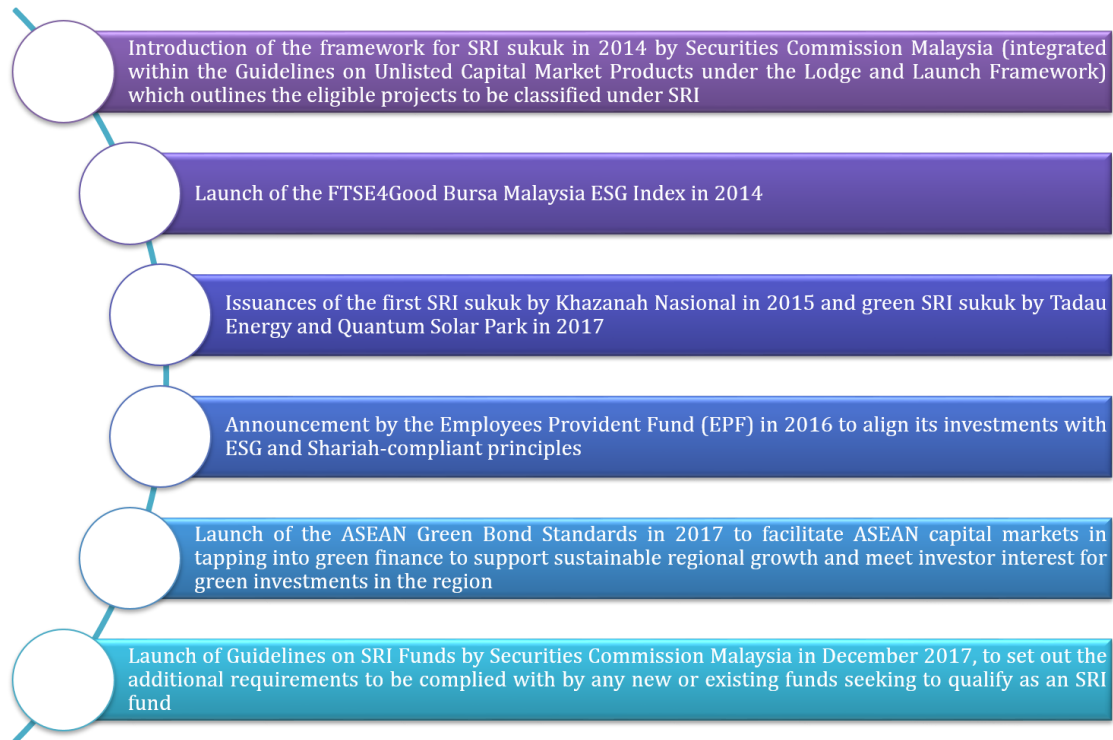 Introduction of the framework for SRI sukuk in 2014 by Securities Commission Malaysia (integrated
within the Guidelines on Unlisted Capital Market Products under the Lodge and Launch Framework)
which outlines the eligible projects to be classified under SRI
Launch of the FTSE4Good Bursa Malaysia ESG Index in 2014
Issuances of the first SRI sukuk by Khazanah Nasional in 2015 and green SRI sukuk by Tadau
Energy and Quantum Solar Park in 2017
Announcement by the Employees Provident Fund (EPF) in 2016 to align its investments with
ESG and Shariah-compliant principles
Launch of the ASEAN Green Bond Standards in 2017 to facilitate ASEAN capital markets in
tapping into green finance to support sustainable regional growth and meet investor interest for
green investments in the region
Launch of Guidelines on SRI Funds by Securities Commission Malaysia in December 2017, to set out the
additional requirements to be complied with by any new or existing funds seeking to qualify as an SRI
fund